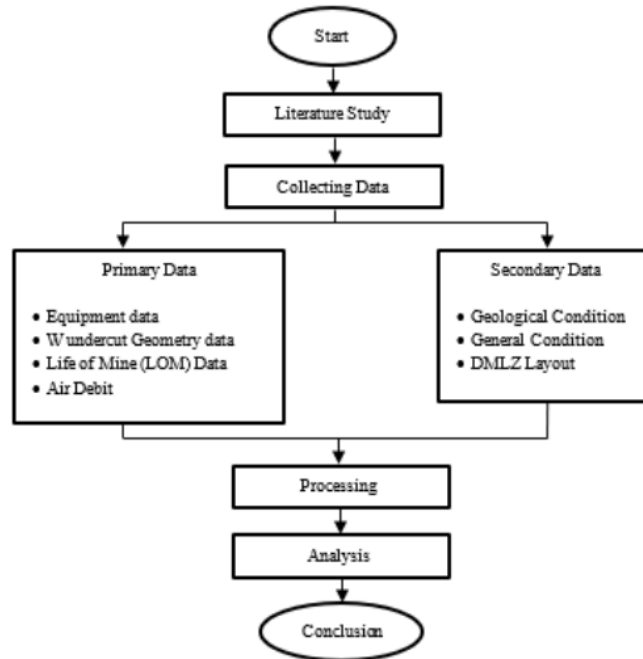 Start
Literature Study
Collecting Data
Primary Data
• Equipment data
• Wundercut Geometry data
• Life of Mine (LOM) Data
• Air Debit
Secondary Data
• Geological Condition
• General Condition
• DMLZ Layout
Processing
Analysis
Conclusion